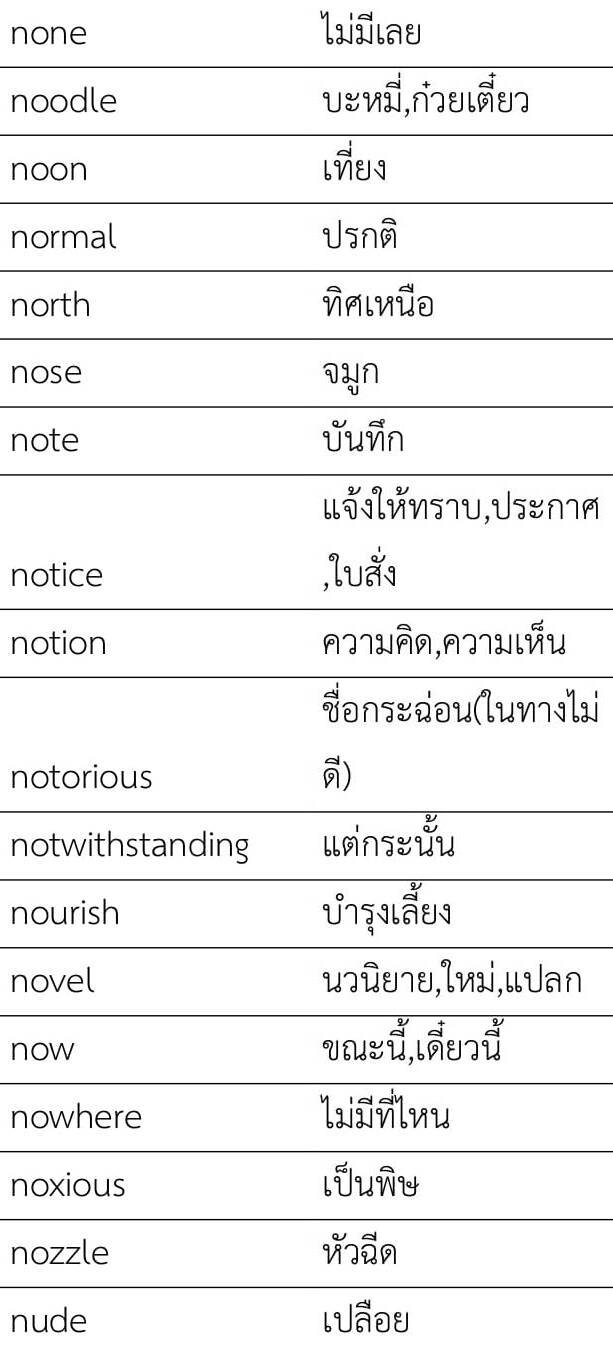 none ไม่มีเลย
noodle บะหมี่,ก๋วยเตี๋ยว
noon เที่ยง
normal ปรกติ
north ทิศเหนือ
nose จมูก
note บันทึก
แจ้งให้ทราบ,ประกาศ
notice ,ใบสั่ง
notion ความคิด,ความเห็น
ชื่อกระฉ่อน(ในทางไม่
notorious ดี)
notwithstanding แต่กระนั้น
nourish บำรุงเลี้ยง
novel นวนิยาย,ใหม่,แปลก
now ขณะนี้,เดี๋ยวนี้
nowhere ไม่มีที่ไหน
noxious เป็นพิษ
nozzle หัวฉีด
nude เปลือย